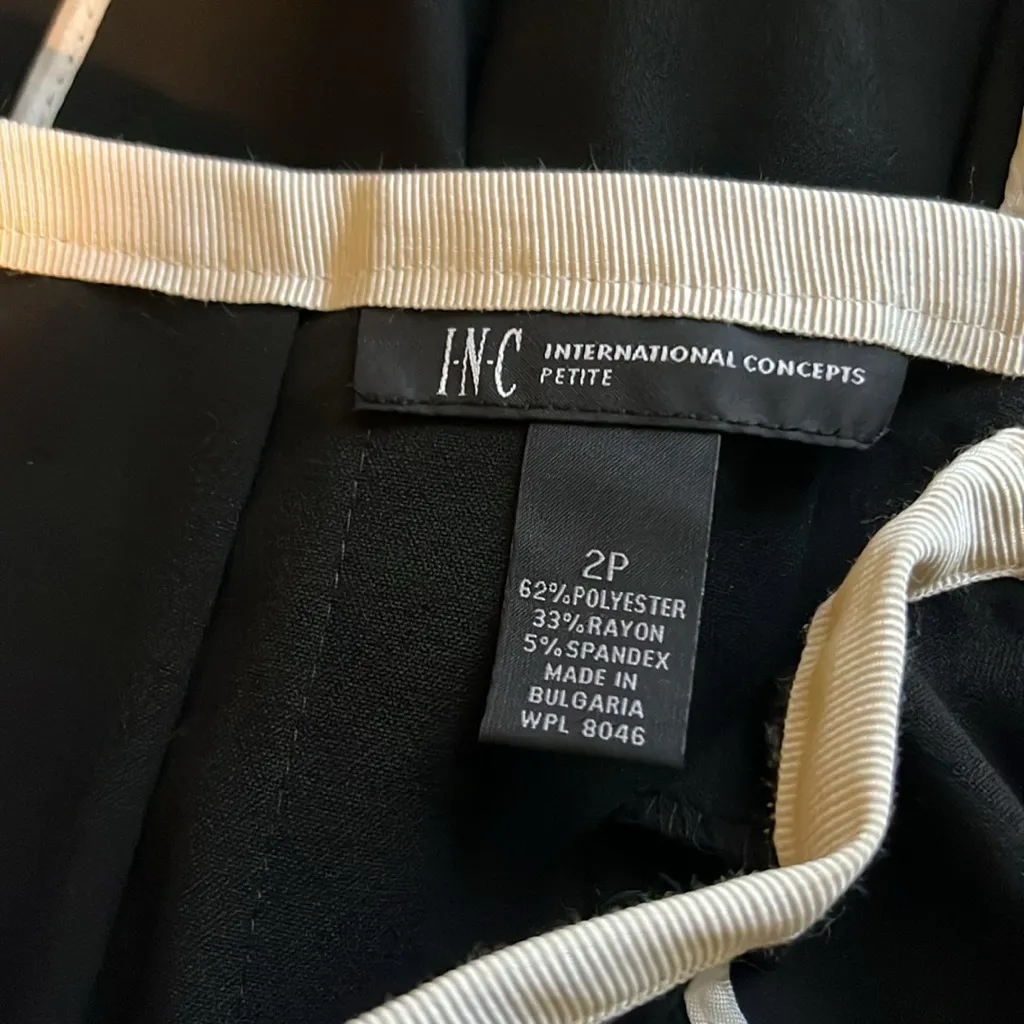 I·N·C INTERNATIONAL CONCEPTS
PETITE
2P
62%POLYESTER
33%RAYON
5%SPANDEX
MADE IN
BULGARIA
WPL 8046